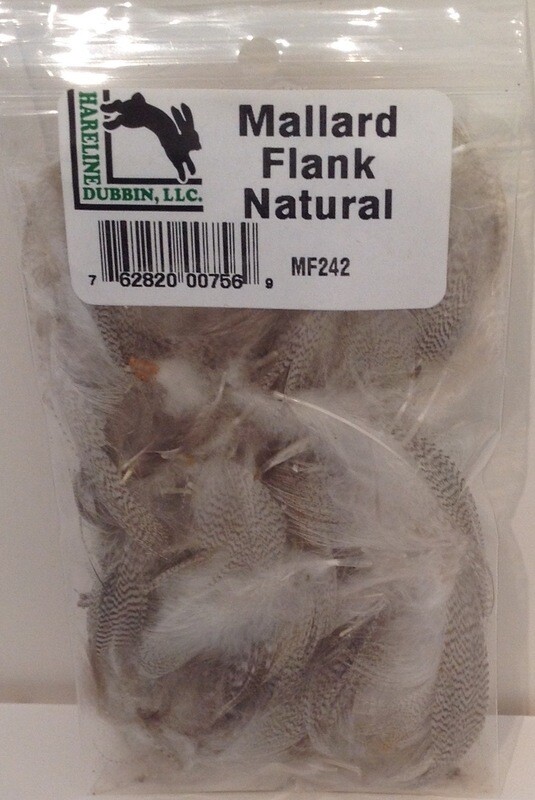 HARELINE
DUBBIN, LLC.
Mallard
Flank
Natural
7 62820 00756 9
MF242